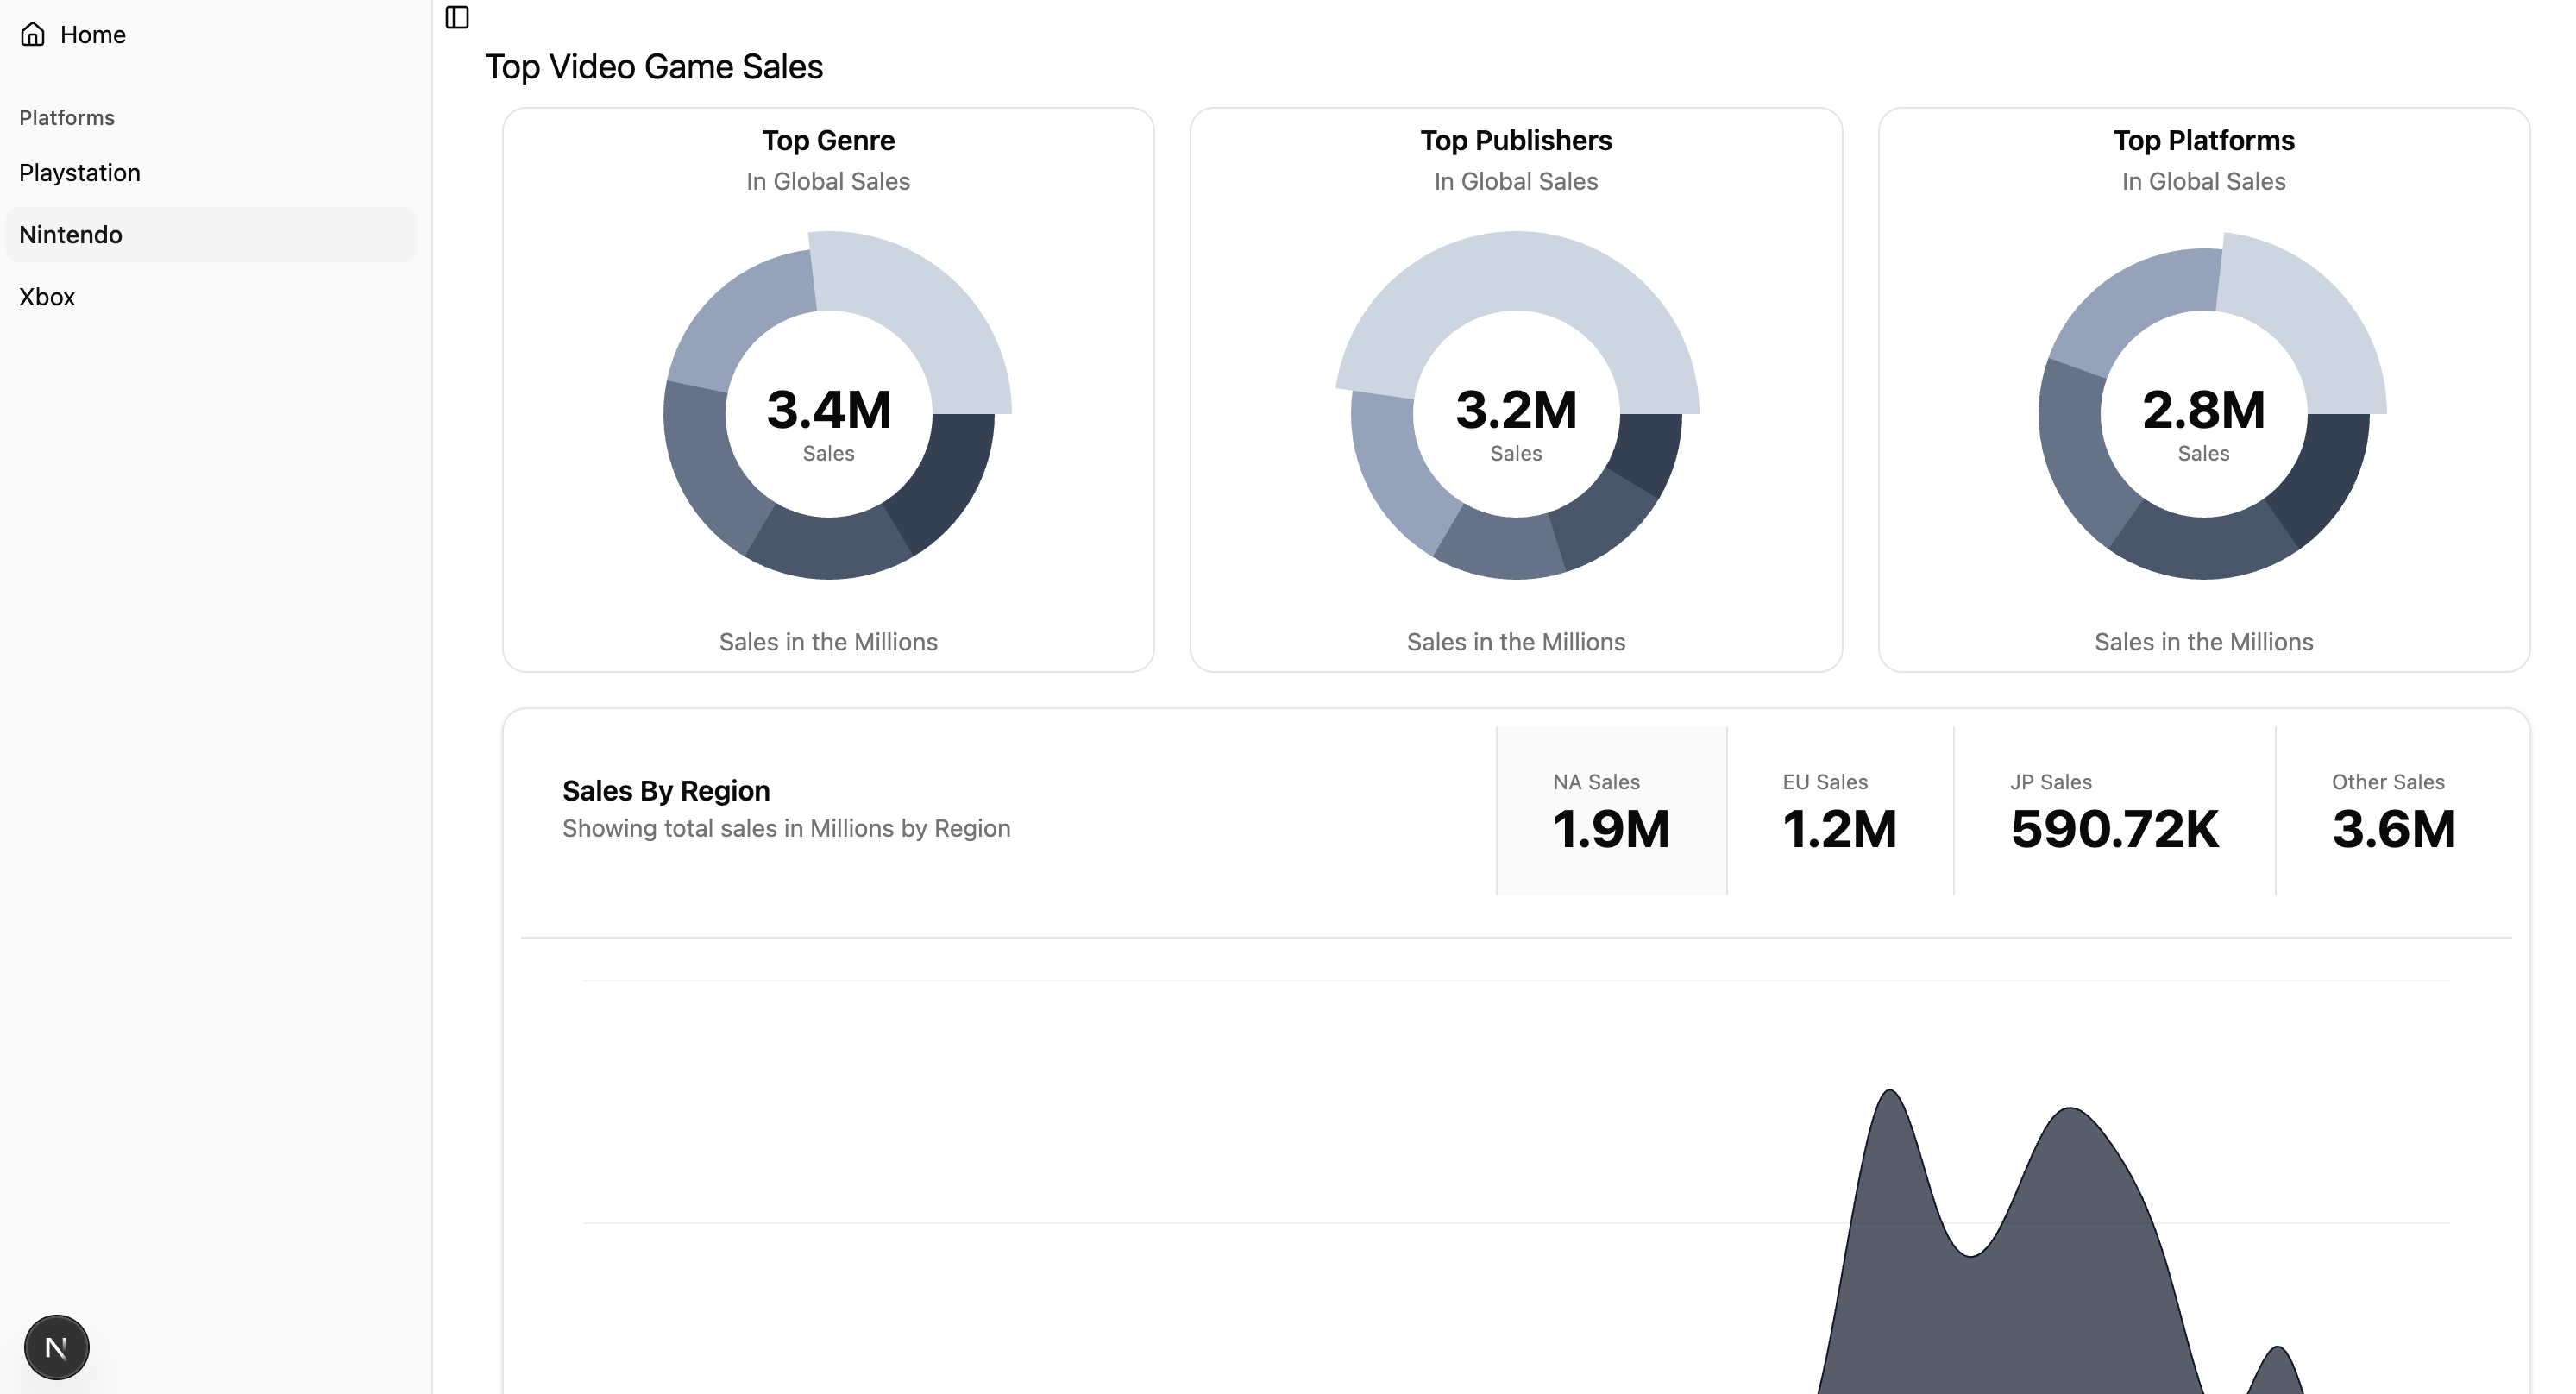 Home
Platforms
Playstation
Nintendo
Xbox
N
Top Video Game Sales
Top Genre
In Global Sales
3.4M
Sales
Sales in the Millions
Top Publishers
In Global Sales
3.2M
Sales
Sales in the Millions
Top Platforms
In Global Sales
2.8M
Sales
Sales in the Millions
Sales By Region
Showing total sales in Millions by Region
NA Sales
1.9M
EU Sales
1.2M
JP Sales
590.72K
Other Sales
3.6M